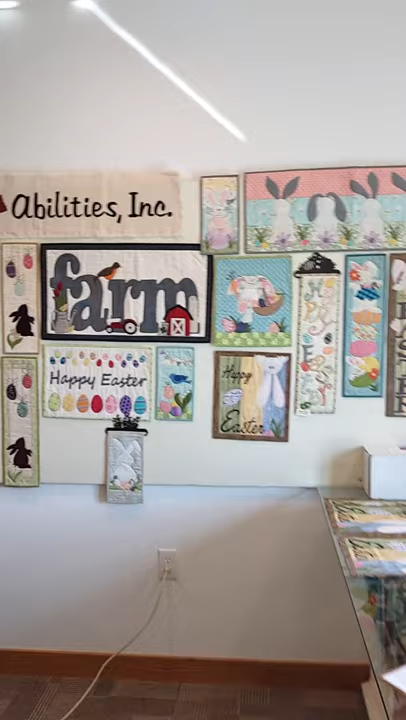 Abilities, Inc.
farm
Happy Easter
Happy
Easter